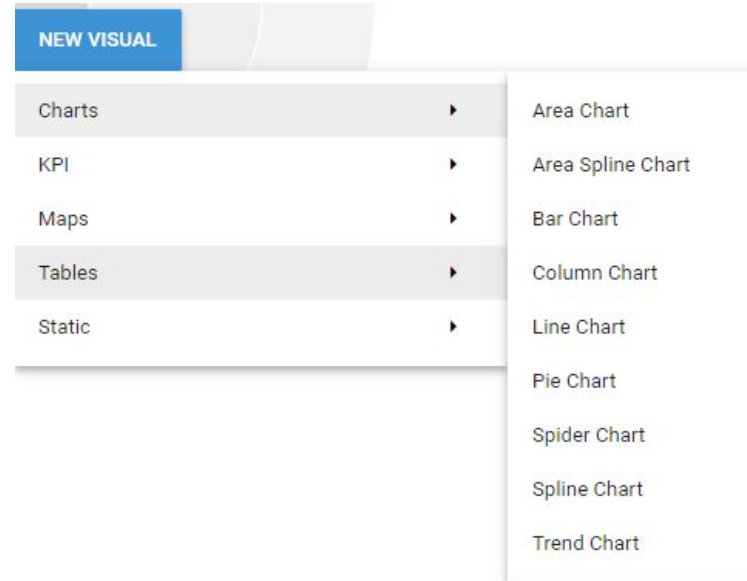 NEW VISUAL
Charts
KPI
Maps
Tables
Static
Area Chart
Area Spline Chart
Bar Chart
Column Chart
Line Chart
Pie Chart
Spider Chart
Spline Chart
Trend Chart